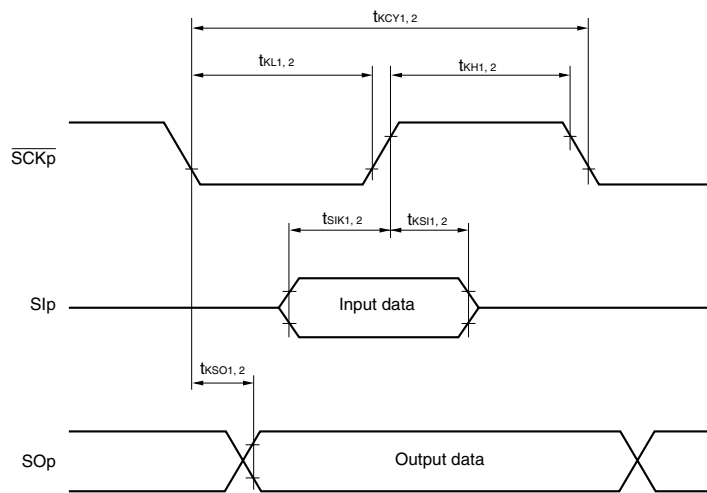 tKCY1, 2
tKL1, 2
tKH1, 2
SCKp
tSIK1, 2
tKSI1, 2
SIp
Input data
tKSO1, 2
SOp
Output data